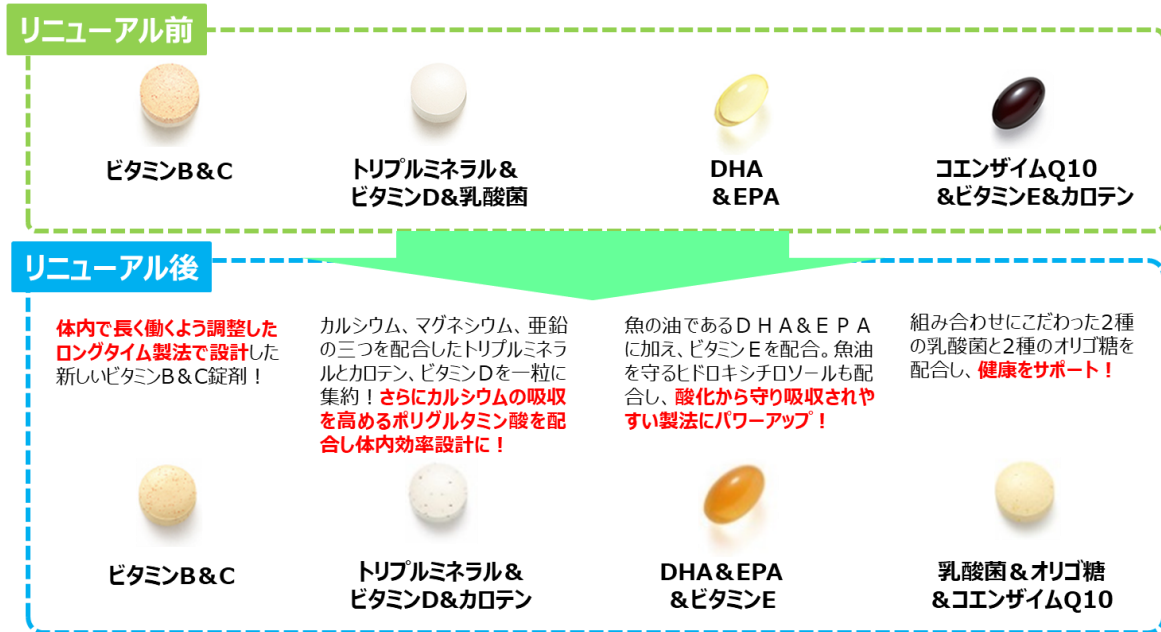 リニューアル前
ビタミンB&C
トリプルミネラル&
ビタミンD&乳酸菌
DHA
&EPA
コエンザイムQ10
&ビタミンE&カロテン
リニューアル後
体内で長く働くよう調整した
ロングタイム製法で設計した
新しいビタミンB&C錠剤！
カルシウム、マグネシウム、亜鉛
の三つを配合したトリプルミネラ
ルとカロテン、ビタミンDを一粒に
集約！さらにカルシウムの吸収
を高めるポリグルタミン酸を配
合し体内効率設計に！
魚の油であるＤＨＡ&ＥＰＡ
に加え、ビタミンEを配合。魚油
を守るヒドロキシチロソールも配
合し、酸化から守り吸収されや
すい製法にパワーアップ！
組み合わせにこだわった2種
の乳酸菌と2種のオリゴ糖を
配合し、健康をサポート！
ビタミンB&C
トリプルミネラル&
ビタミンD&カロテン
DHA&EPA
&ビタミンE
乳酸菌&オリゴ糖
&コエンザイムQ10